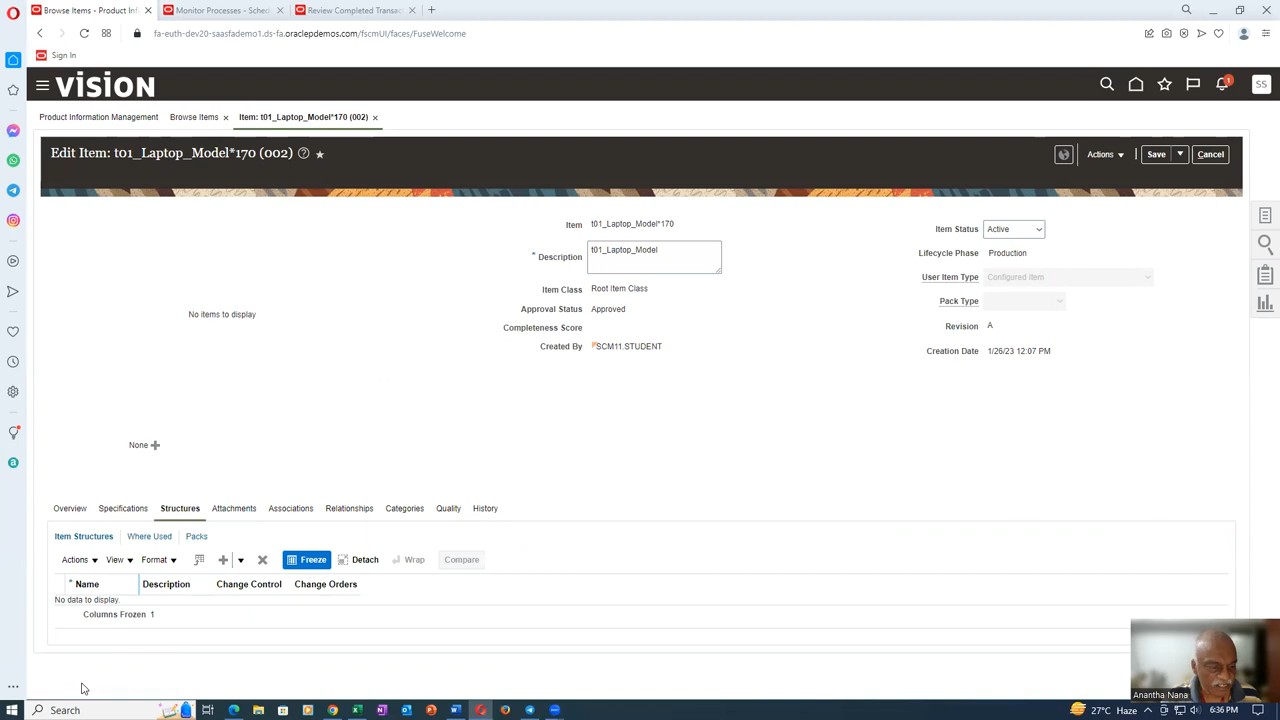 Browse Items - Product Inf
Monitor Processes - Sched
Review Completed Transac
fa-euth-dev20-saasfademo1.ds-fa.oraclepdemos.com/fscmUI/faces/FuseWelcome
Sign In
VISION
1
SS
Product Information Management
Browse Items
Item: t01_Laptop_Model*170 (002)
Edit Item: t01_Laptop_Model*170 (002)
Actions
Save
Cancel
Item t01_Laptop_Model*170
* Description t01_Laptop_Model
Item Class Root Item Class
Approval Status Approved
Completeness Score
Created By SCM11.STUDENT
Item Status Active
Lifecycle Phase Production
User Item Type Configured item
Pack Type
Revision A
Creation Date 1/26/23 12:07 PM
No items to display
None
Overview Specifications Structures Attachments Associations Relationships Categories Quality History
Item Structures Where Used Packs
Actions View Format Freeze Detach Wrap Compare
* Name Description Change Control Change Orders
No data to display.
Columns Frozen 1
Anantha Nana
Search
27°C Haze
6:36 PM